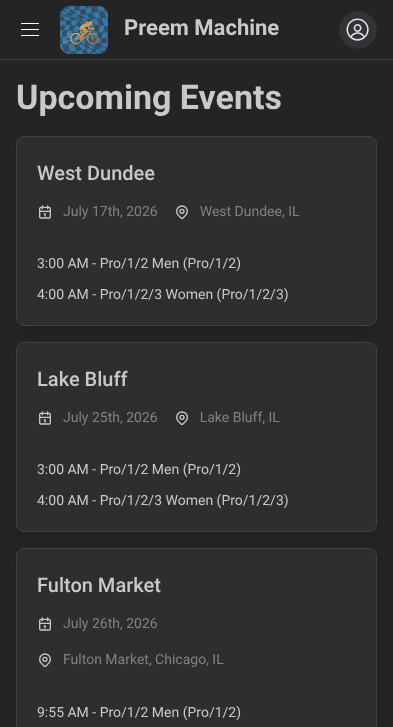 Preem Machine
Upcoming Events
West Dundee
July 17th, 2026 West Dundee, IL
3:00 AM - Pro/1/2 Men (Pro/1/2)
4:00 AM - Pro/1/2/3 Women (Pro/1/2/3)
Lake Bluff
July 25th, 2026 Lake Bluff, IL
3:00 AM - Pro/1/2 Men (Pro/1/2)
4:00 AM - Pro/1/2/3 Women (Pro/1/2/3)
Fulton Market
July 26th, 2026
Fulton Market, Chicago, IL
9:55 AM - Pro/1/2 Men (Pro/1/2)